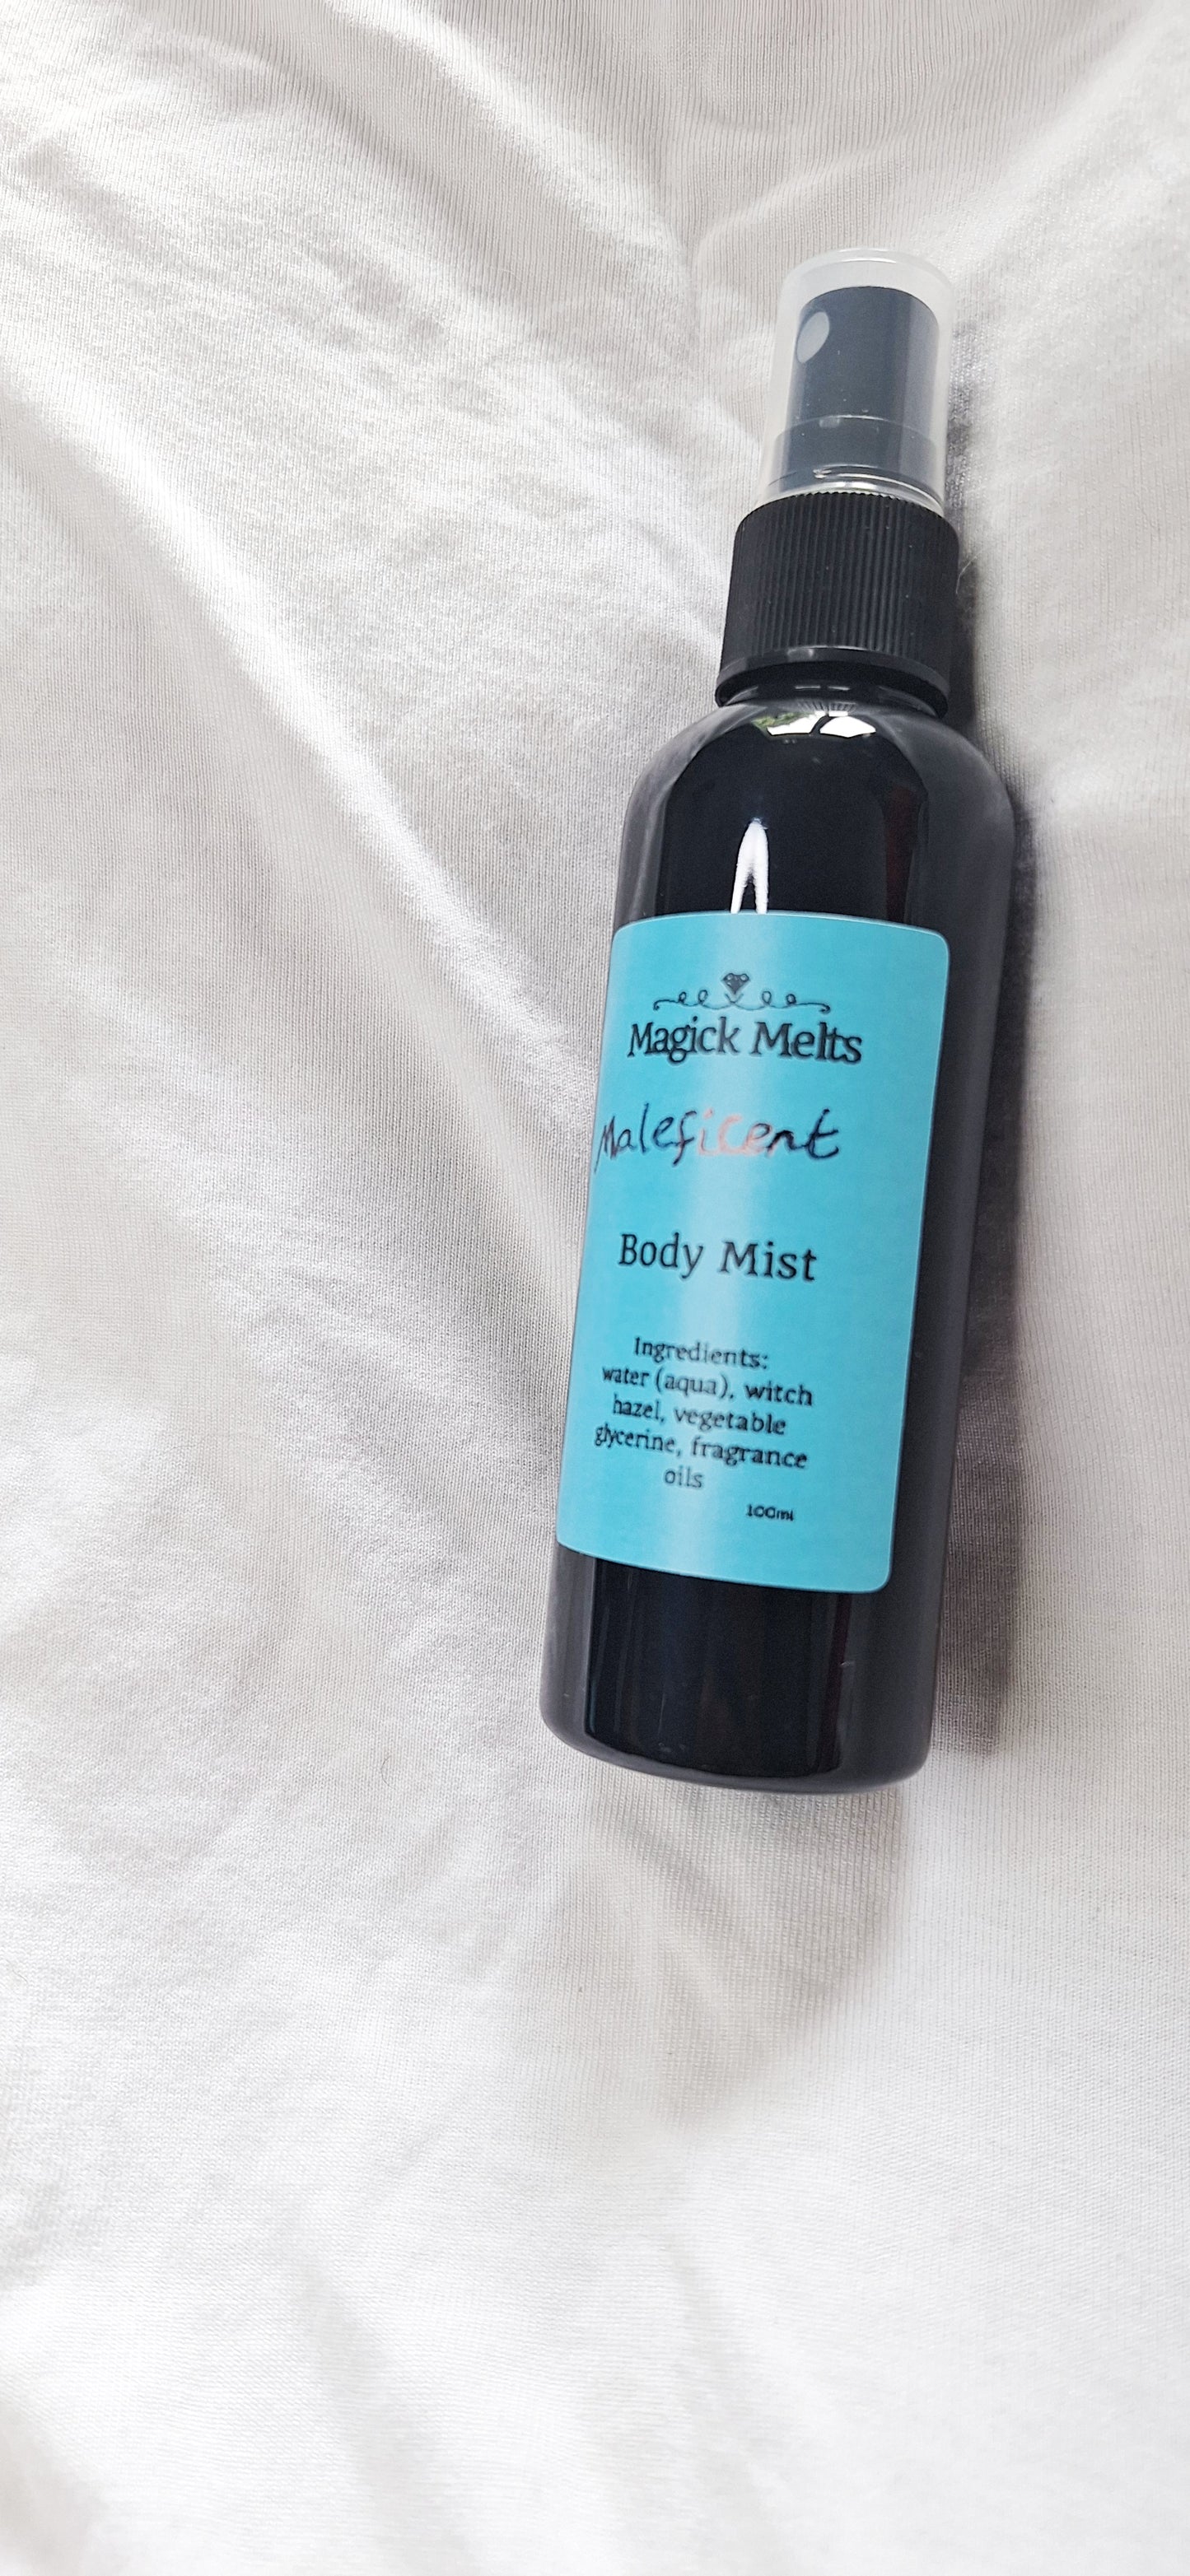 Magick Melts
Maleficent
Body Mist
Ingredients:
water (aqua), witch
hazel, vegetable
glycerine, fragrance
oils
100ml